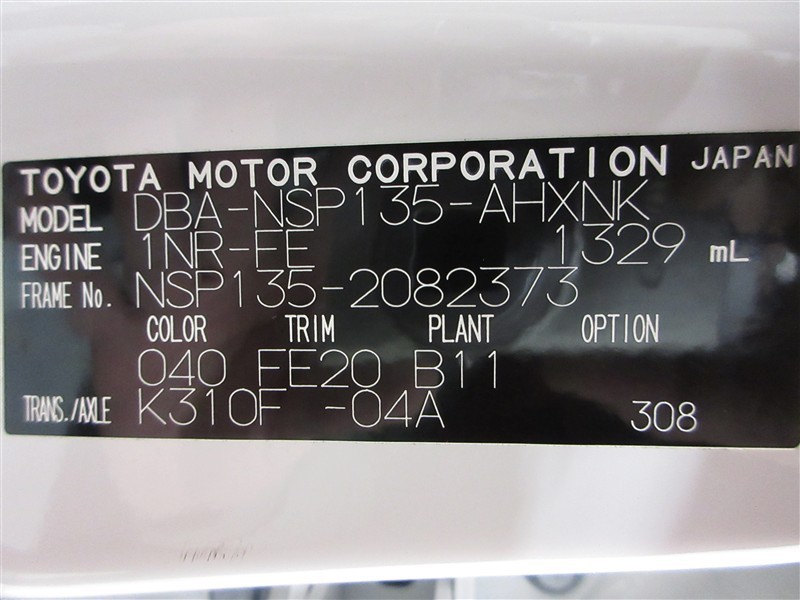 TOYOTA MOTOR CORPORATION JAPAN
MODEL DBA-NSP135-AHXNK
ENGINE 1NR-FE 1329 mL
FRAME No. NSP135-2082373
COLOR TRIM PLANT OPTION
040 FE20 B11
TRANS./AXLE K310F -04A 308